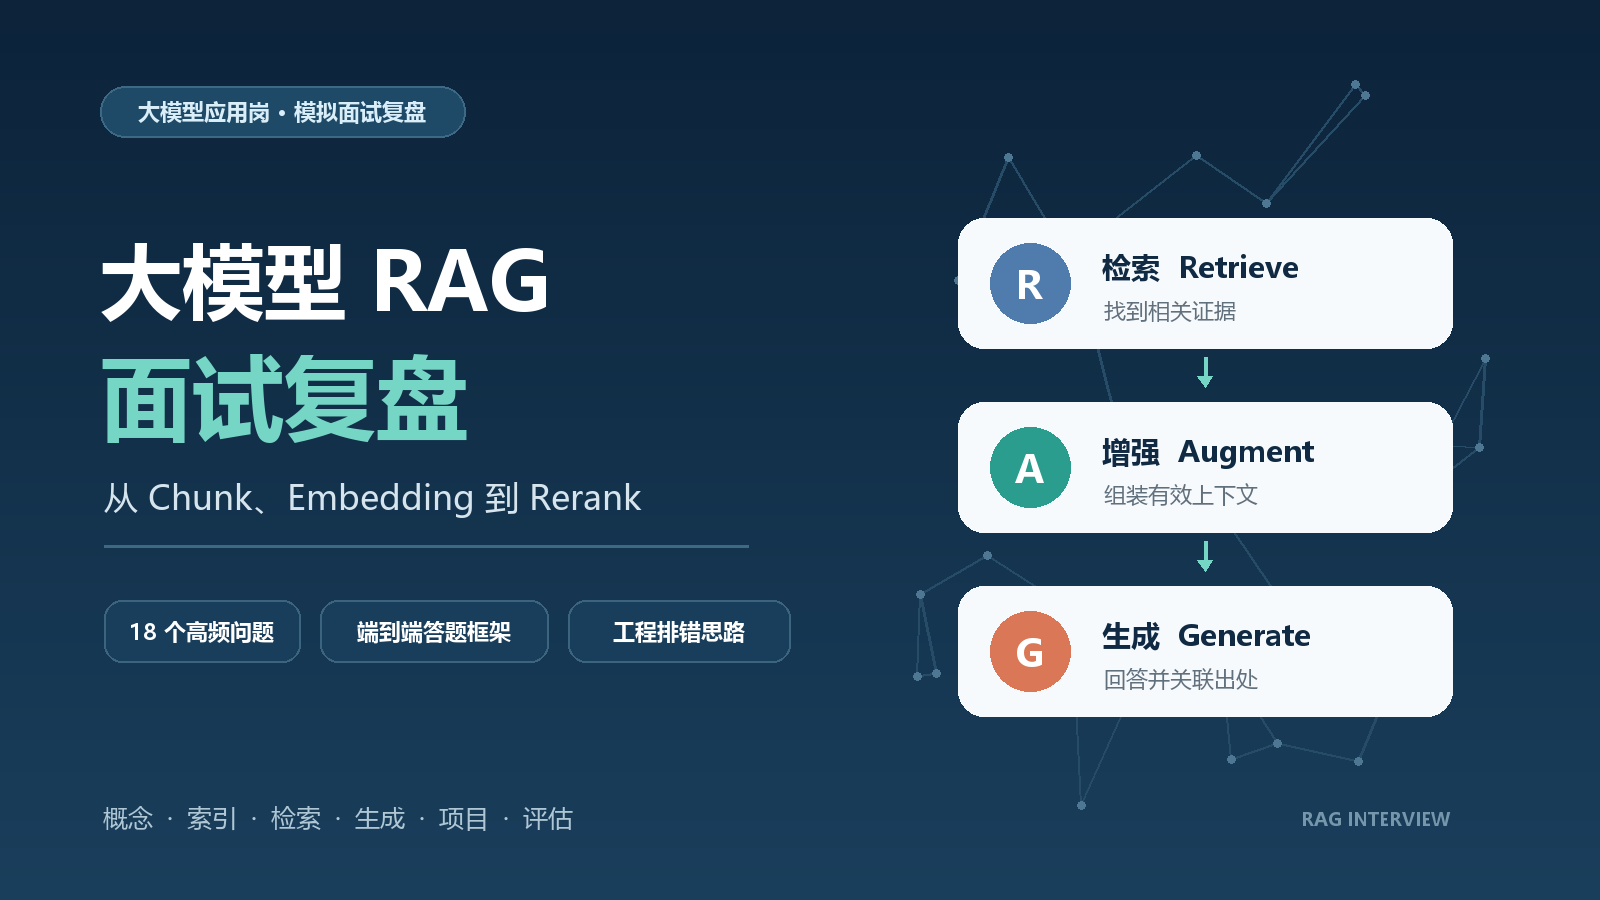 大模型应用岗 · 模拟面试复盘
大模型 RAG
面试复盘
从 Chunk、Embedding 到 Rerank
18 个高频问题
端到端答题框架
工程排错思路
概念 · 索引 · 检索 · 生成 · 项目 · 评估
R
检索 Retrieve
找到相关证据
A
增强 Augment
组装有效上下文
G
生成 Generate
回答并关联出处
RAG INTERVIEW